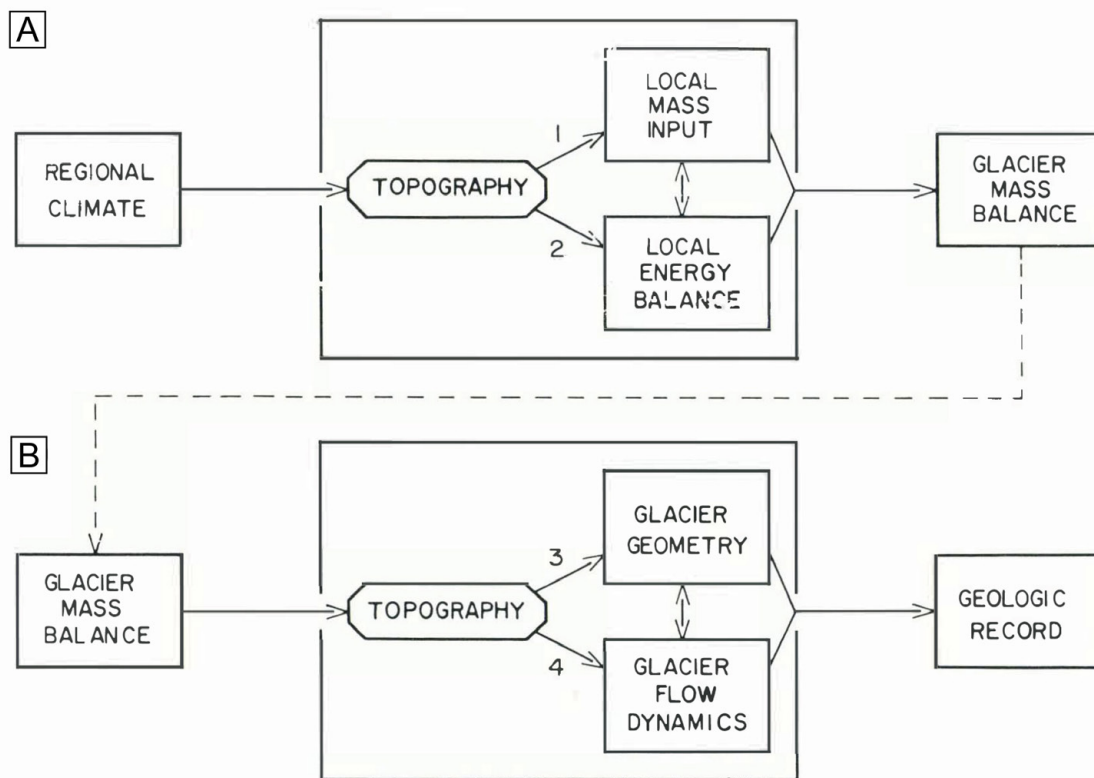 A
REGIONAL
CLIMATE
TOPOGRAPHY
1
2
LOCAL
MASS
INPUT
LOCAL
ENERGY
BALANCE
GLACIER
MASS
BALANCE
B
GLACIER
MASS
BALANCE
TOPOGRAPHY
3
4
GLACIER
GEOMETRY
GLACIER
FLOW
DYNAMICS
GEOLOGIC
RECORD